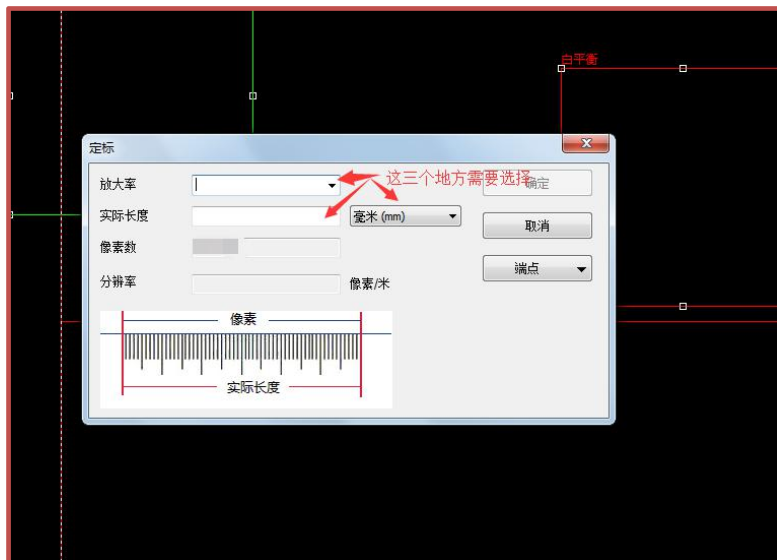 白平衡
定标
放大率
这三个地方需要选择
确定
实际长度
毫米 (mm)
取消
像素数
端点
分辨率
像素/米
像素
实际长度